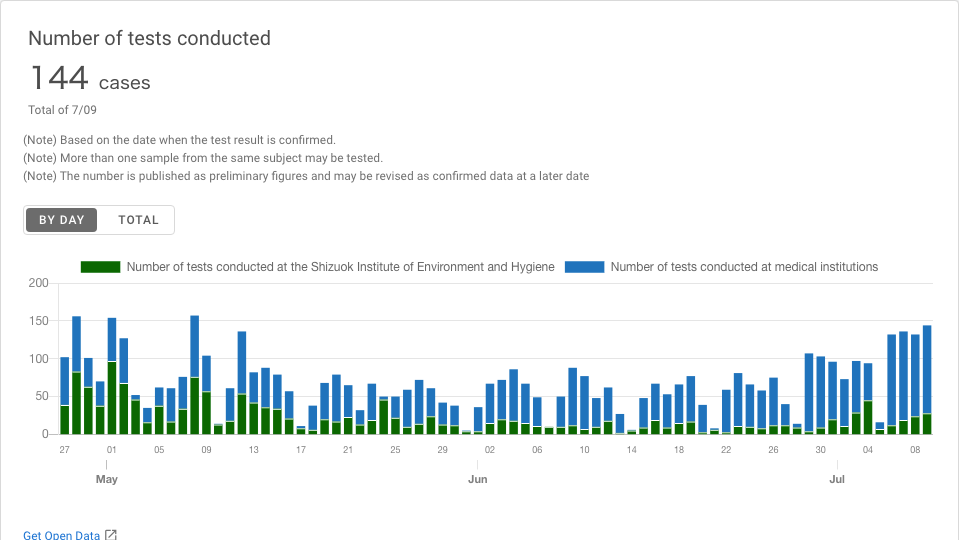 Number of tests conducted
144 cases
Total of 7/09
(Note) Based on the date when the test result is confirmed.
(Note) More than one sample from the same subject may be tested.
(Note) The number is published as preliminary figures and may be revised as confirmed data at a later date
BY DAY TOTAL
Number of tests conducted at the Shizuok Institute of Environment and Hygiene Number of tests conducted at medical institutions
200
150
100
50
0
27 01 05 09 13 17 21 25 29 02 06 10 14 18 22 26 30 04 08
May Jun Jul
Get Open Data